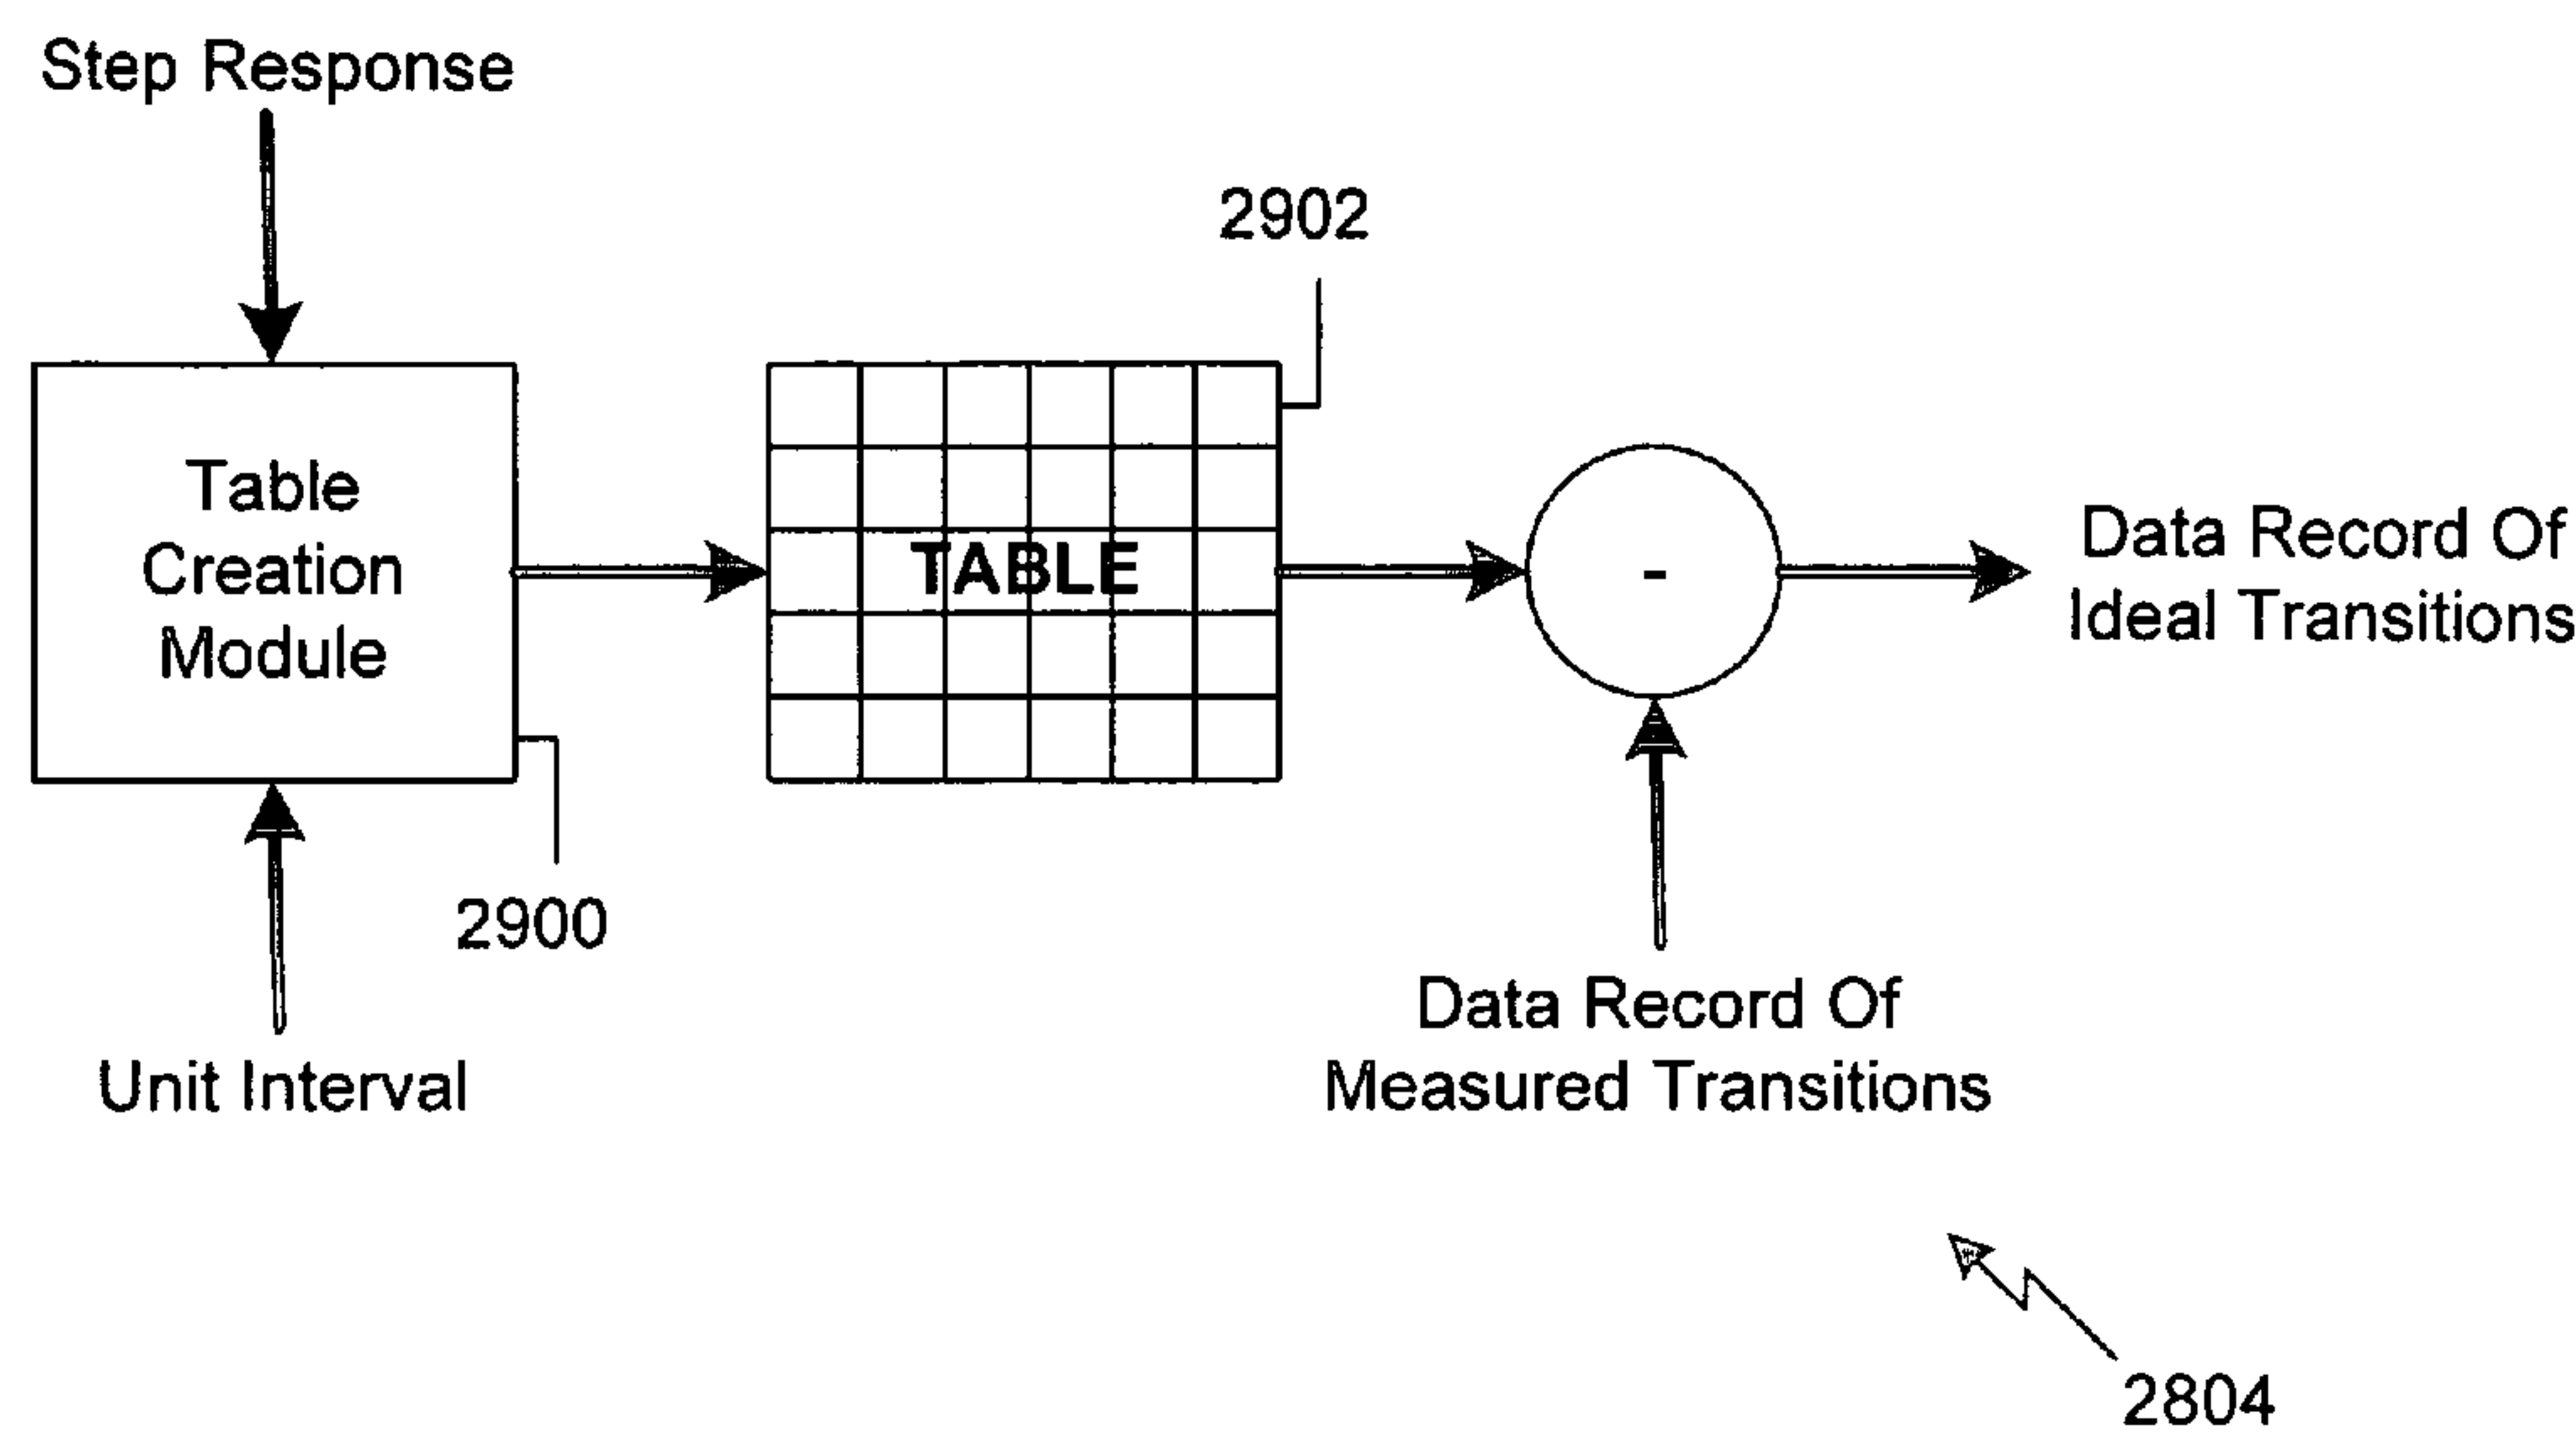 Step Response
2902
Table
Creation
Module
TABLE
-
Data Record Of
Ideal Transitions
2900
Unit Interval
Data Record Of
Measured Transitions
2804